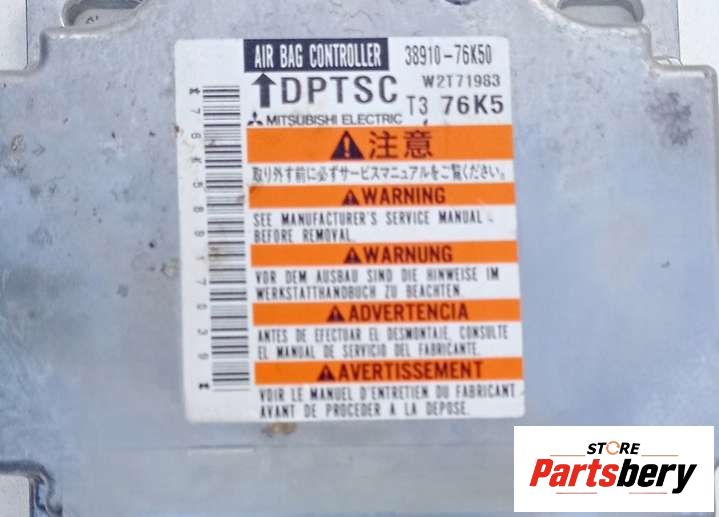 AIR BAG CONTROLLER 38910-76K50
↑DPTSC W2T71983
T3 76K5
MITSUBISHI ELECTRIC
注意
取り外す前に必ずサービスマニュアルをご覧ください。
WARNING
SEE MANUFACTURER'S SERVICE MANUAL
BEFORE REMOVAL.
WARNUNG
VOR DEM AUSBAU SIND DIE HINWEISE IM
WERKSTATTHANDBUCH ZU BEACHTEN.
ADVERTENCIA
ANTES DE EFECTUAR EL DESMONTAJE, CONSULTE
EL MANUAL DE SERVICIO DEL FABRICANTE.
AVERTISSEMENT
VOIR LE MANUEL D'ENTRETIEN DU FABRICANT
AVANT DE PROCEDER A LA DEPOSE.
STORE
Partsbery